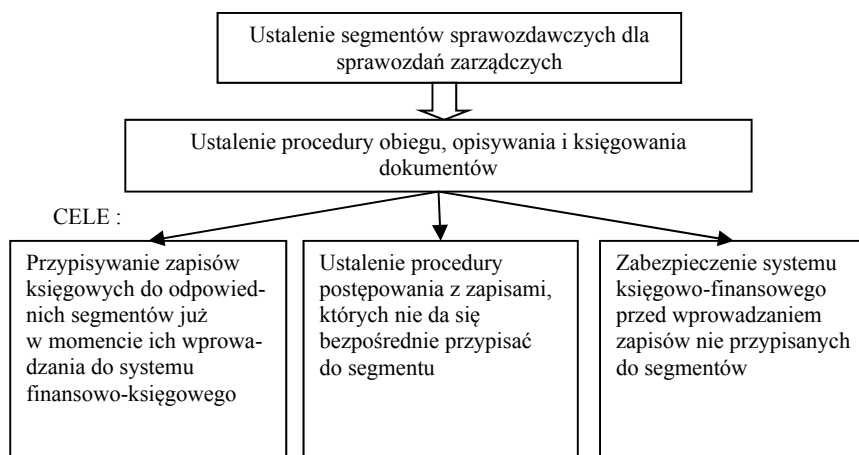 Ustalenie segmentów sprawozdawczych dla
sprawozdań zarządczych
Ustalenie procedury obiegu, opisywania i księgowania
dokumentów
CELE :
Przypisywanie zapisów
księgowych do odpowied-
nich segmentów już
w momencie ich wprowa-
dzania do systemu
finansowo-księgowego
Ustalenie procedury
postępowania z zapisami,
których nie da się
bezpośrednie przypisać
do segmentu
Zabezpieczenie systemu
księgowo-finansowego
przed wprowadzaniem
zapisów nie przypisanych
do segmentów